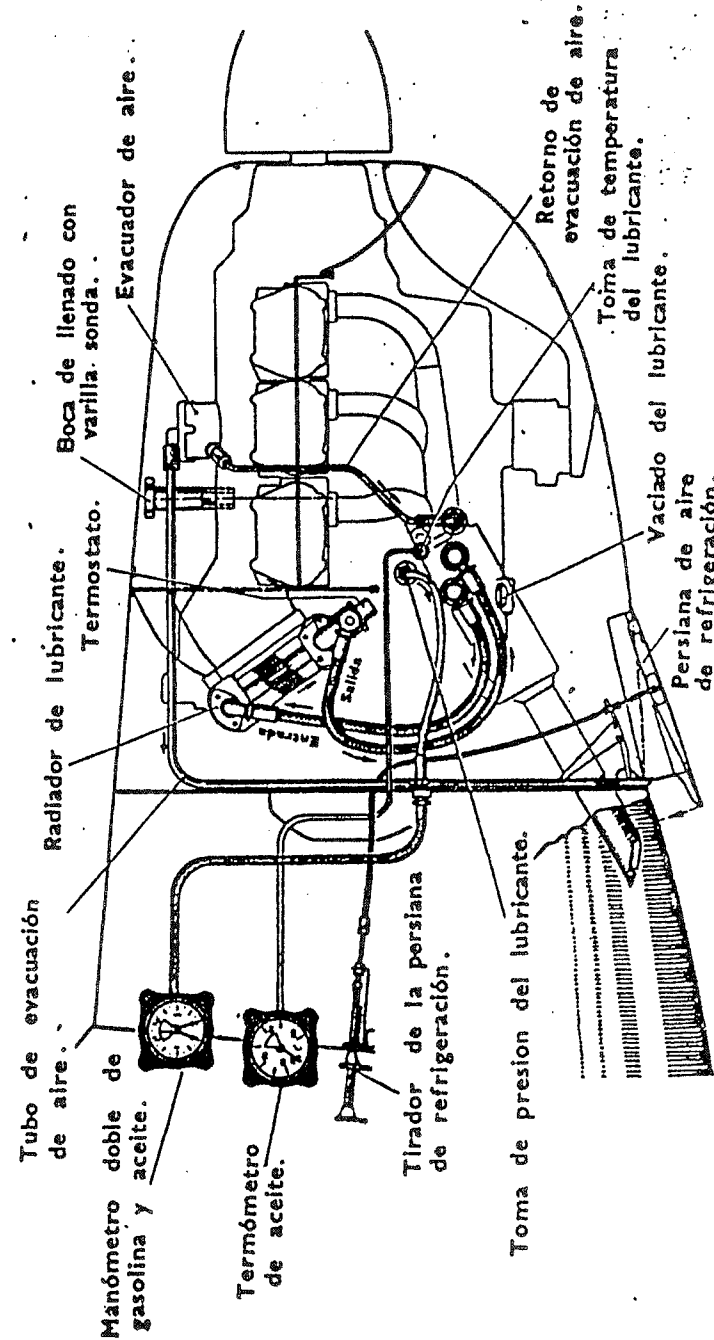 Tubo de evacuación
de aire.
Manómetro doble de
gasolina y aceite.
Termómetro
de aceite.
Tirador de la persiana
de refrigeración.
Toma de presion del lubricante.
Radiador de lubricante.
Termostato.
Boca de llenado con
varilla sonda.
Evacuador de aire.
Entrada
Salida
Retorno de
evacuación de aire.
Toma de temperatura
del lubricante.
Vaciado del lubricante.
Persiana de aire
de refrigeración.